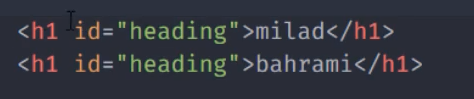 <h1 id="heading">milad</h1>
<h1 id="heading">bahrami</h1>